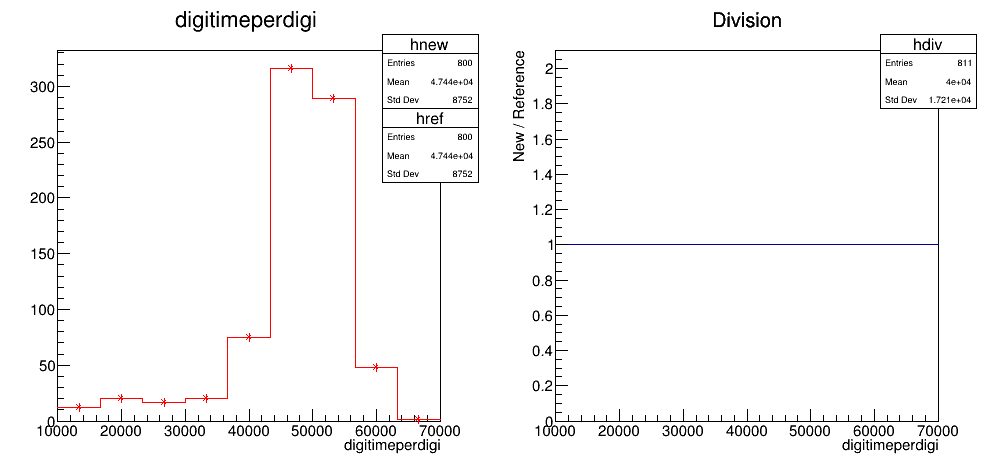 digitimeperdigi
hnew
Entries 800
Mean 4.744e+04
Std Dev 8752
href
Entries 800
Mean 4.744e+04
Std Dev 8752
300
250
200
150
100
50
0
10000 20000 30000 40000 50000 60000 70000
digitimeperdigi
Division
hdiv
Entries 811
Mean 4e+04
Std Dev 1.721e+04
New / Reference
2
1.8
1.6
1.4
1.2
1
0.8
0.6
0.4
0.2
0
10000 20000 30000 40000 50000 60000 70000
digitimeperdigi